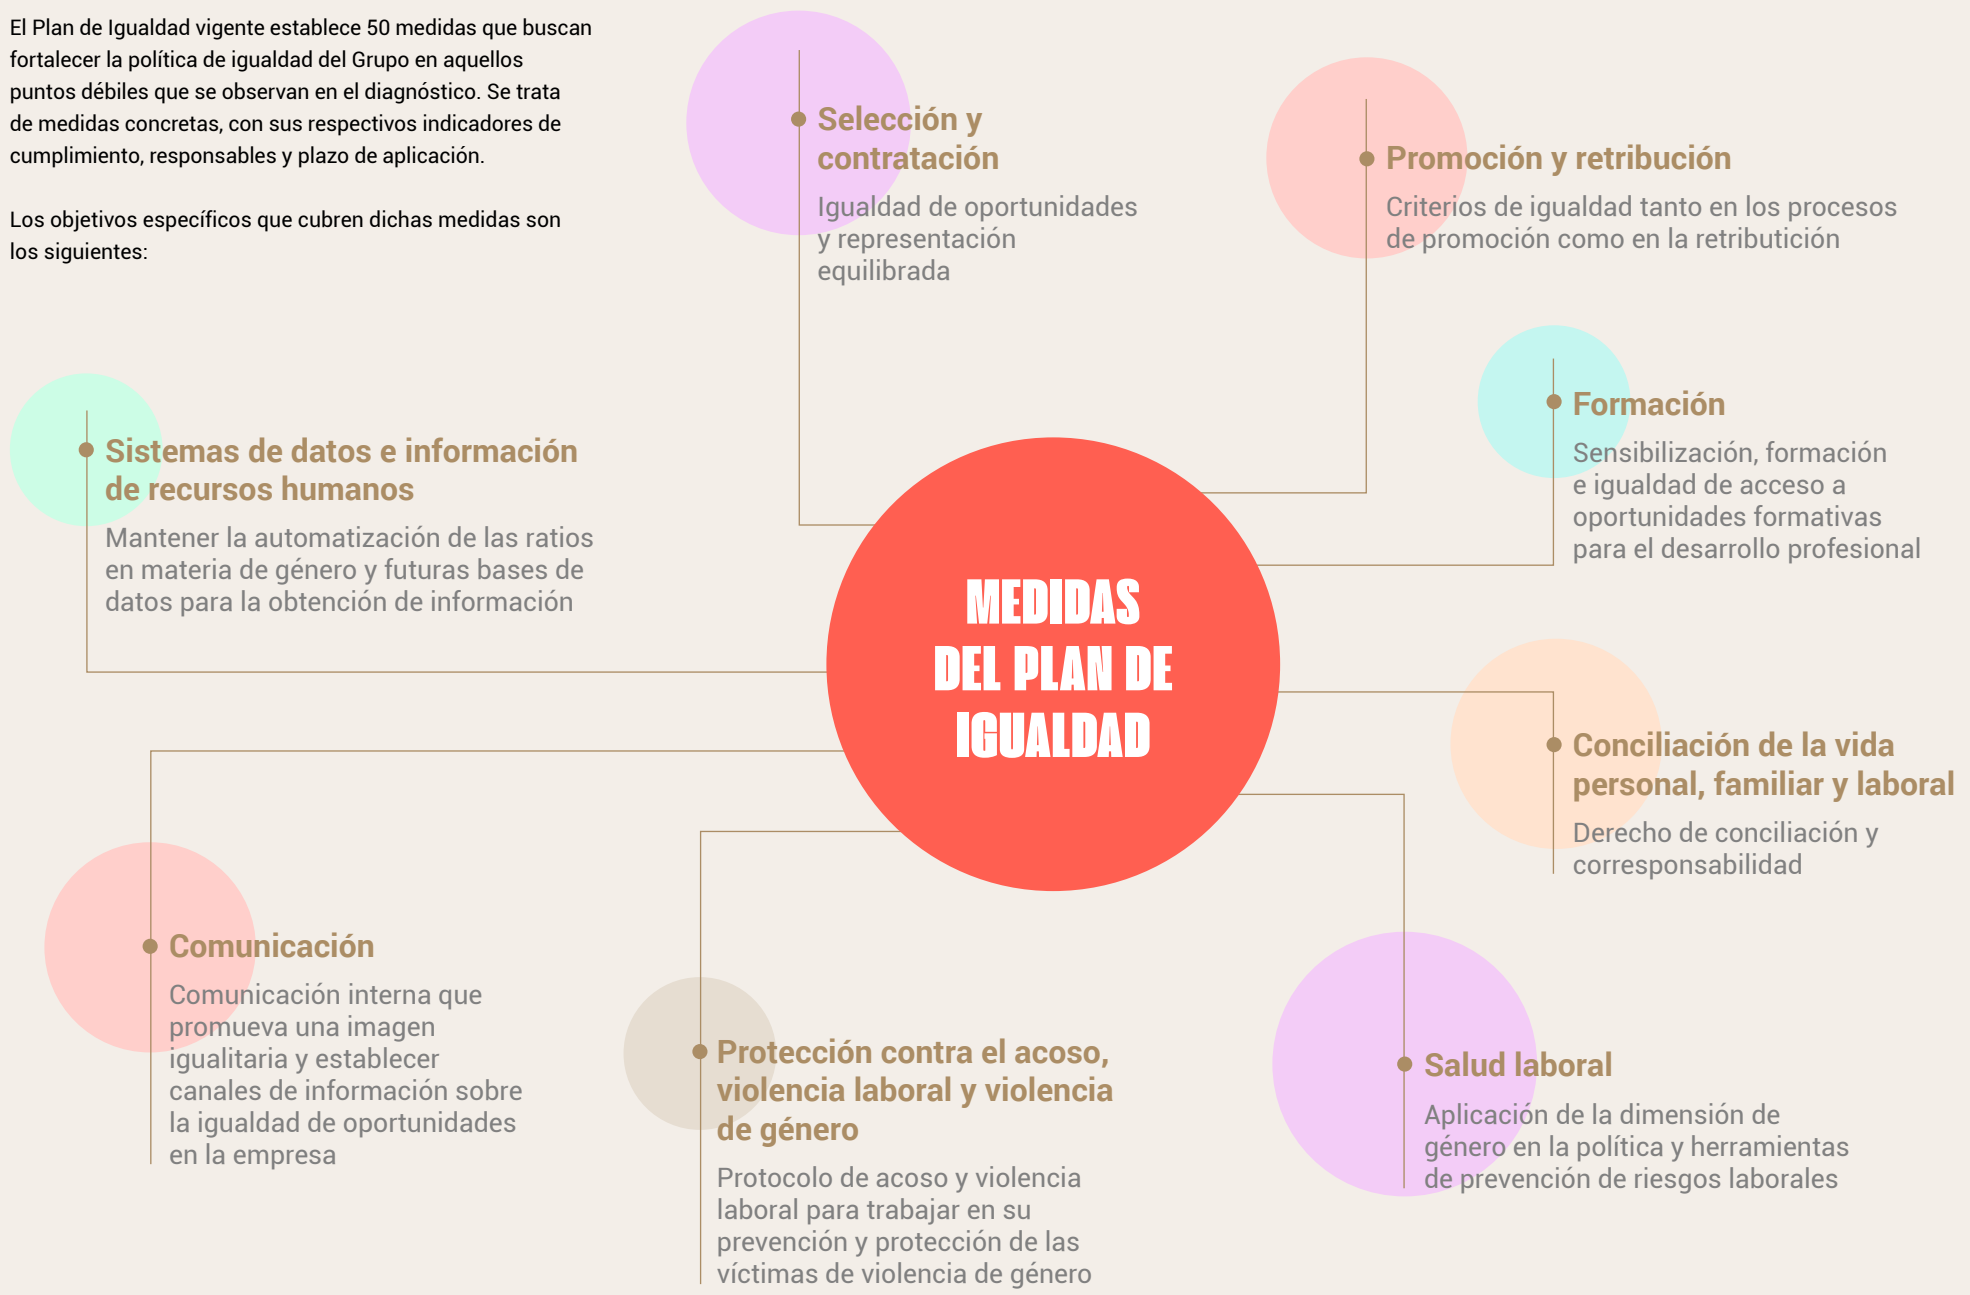 El Plan de Igualdad vigente establece 50 medidas que buscan
fortalecer la política de igualdad del Grupo en aquellos
puntos débiles que se observan en el diagnóstico. Se trata
de medidas concretas, con sus respectivos indicadores de
cumplimiento, responsables y plazo de aplicación.
Los objetivos específicos que cubren dichas medidas son
los siguientes:
Selección y
contratación
Igualdad de oportunidades
y representación
equilibrada
Promoción y retribución
Criterios de igualdad tanto en los procesos
de promoción como en la retributición
Formación
Sensibilización, formación
e igualdad de acceso a
oportunidades formativas
para el desarrollo profesional
Sistemas de datos e información
de recursos humanos
Mantener la automatización de las ratios
en materia de género y futuras bases de
datos para la obtención de información
MEDIDAS
DEL PLAN DE
IGUALDAD
Conciliación de la vida
personal, familiar y laboral
Derecho de conciliación y
corresponsabilidad
Comunicación
Comunicación interna que
promueva una imagen
igualitaria y establecer
canales de información sobre
la igualdad de oportunidades
en la empresa
Protección contra el acoso,
violencia laboral y violencia
de género
Protocolo de acoso y violencia
laboral para trabajar en su
prevención y protección de las
víctimas de violencia de género
Salud laboral
Aplicación de la dimensión de
género en la política y herramientas
de prevención de riesgos laborales